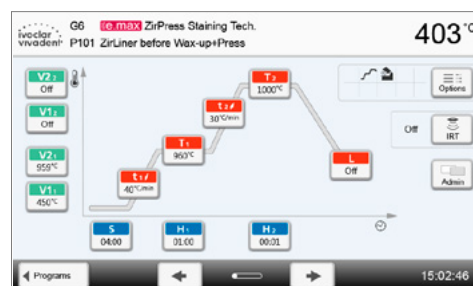 ivoclar
vivadent
G6 e.max ZirPress Staining Tech.
P101 ZirLiner before Wax-up+Press
403°C
V2₂
Off
V1₂
Off
V2₁
959°C
V1₁
450°C
T₂
1000°C
t₂
30°C/min
T₁
960°C
t₁
40°C/min
L
Off
Options
Off
IRT
Admin
S
04:00
H₁
01:00
H₂
00:01
Programs
15:02:46